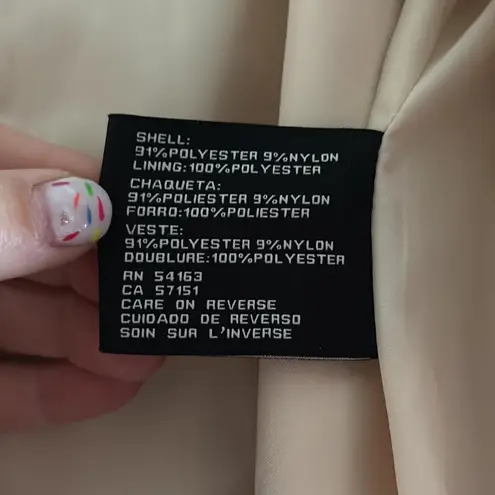 SHELL:
91%POLYESTER 9%NYLON
LINING:100%POLYESTER
CHAQUETA:
91%POLIESTER 9%NYLON
FORRO:100%POLIESTER
VESTE:
91%POLYESTER 9%NYLON
DOUBLURE:100%POLYESTER
RN 54163
CA 57151
CARE ON REVERSE
CUIDADO DE REVERSO
SOIN SUR L'INVERSE